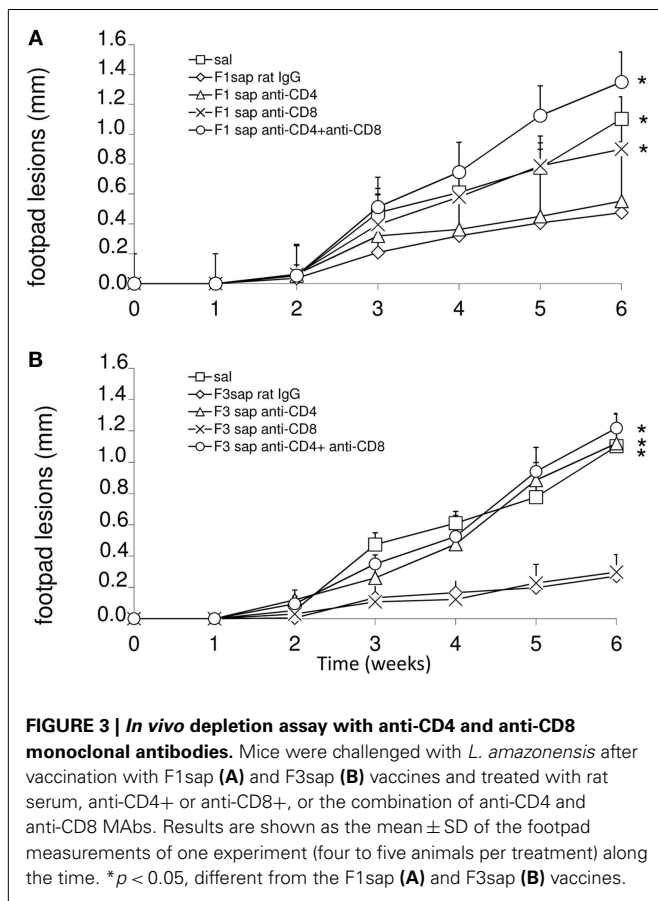 A
1.6
1.4
1.2
1.0
0.8
0.6
0.4
0.2
0.0
footpad lesions (mm)
sal
F1sap rat IgG
F1 sap anti-CD4
F1 sap anti-CD8
F1 sap anti-CD4+anti-CD8
*
*
*
0 1 2 3 4 5 6
B
1.6
1.4
1.2
1.0
0.8
0.6
0.4
0.2
0.0
footpad lesions (mm)
sal
F3sap rat IgG
F3 sap anti-CD4
F3 sap anti-CD8
F3 sap anti-CD4+ anti-CD8
*
*
*
0 1 2 3 4 5 6
Time (weeks)
FIGURE 3 | In vivo depletion assay with anti-CD4 and anti-CD8
monoclonal antibodies. Mice were challenged with L. amazonensis after
vaccination with F1sap (A) and F3sap (B) vaccines and treated with rat
serum, anti-CD4+ or anti-CD8+, or the combination of anti-CD4 and
anti-CD8 MAbs. Results are shown as the mean ± SD of the footpad
measurements of one experiment (four to five animals per treatment) along
the time. *p < 0.05, different from the F1sap (A) and F3sap (B) vaccines.